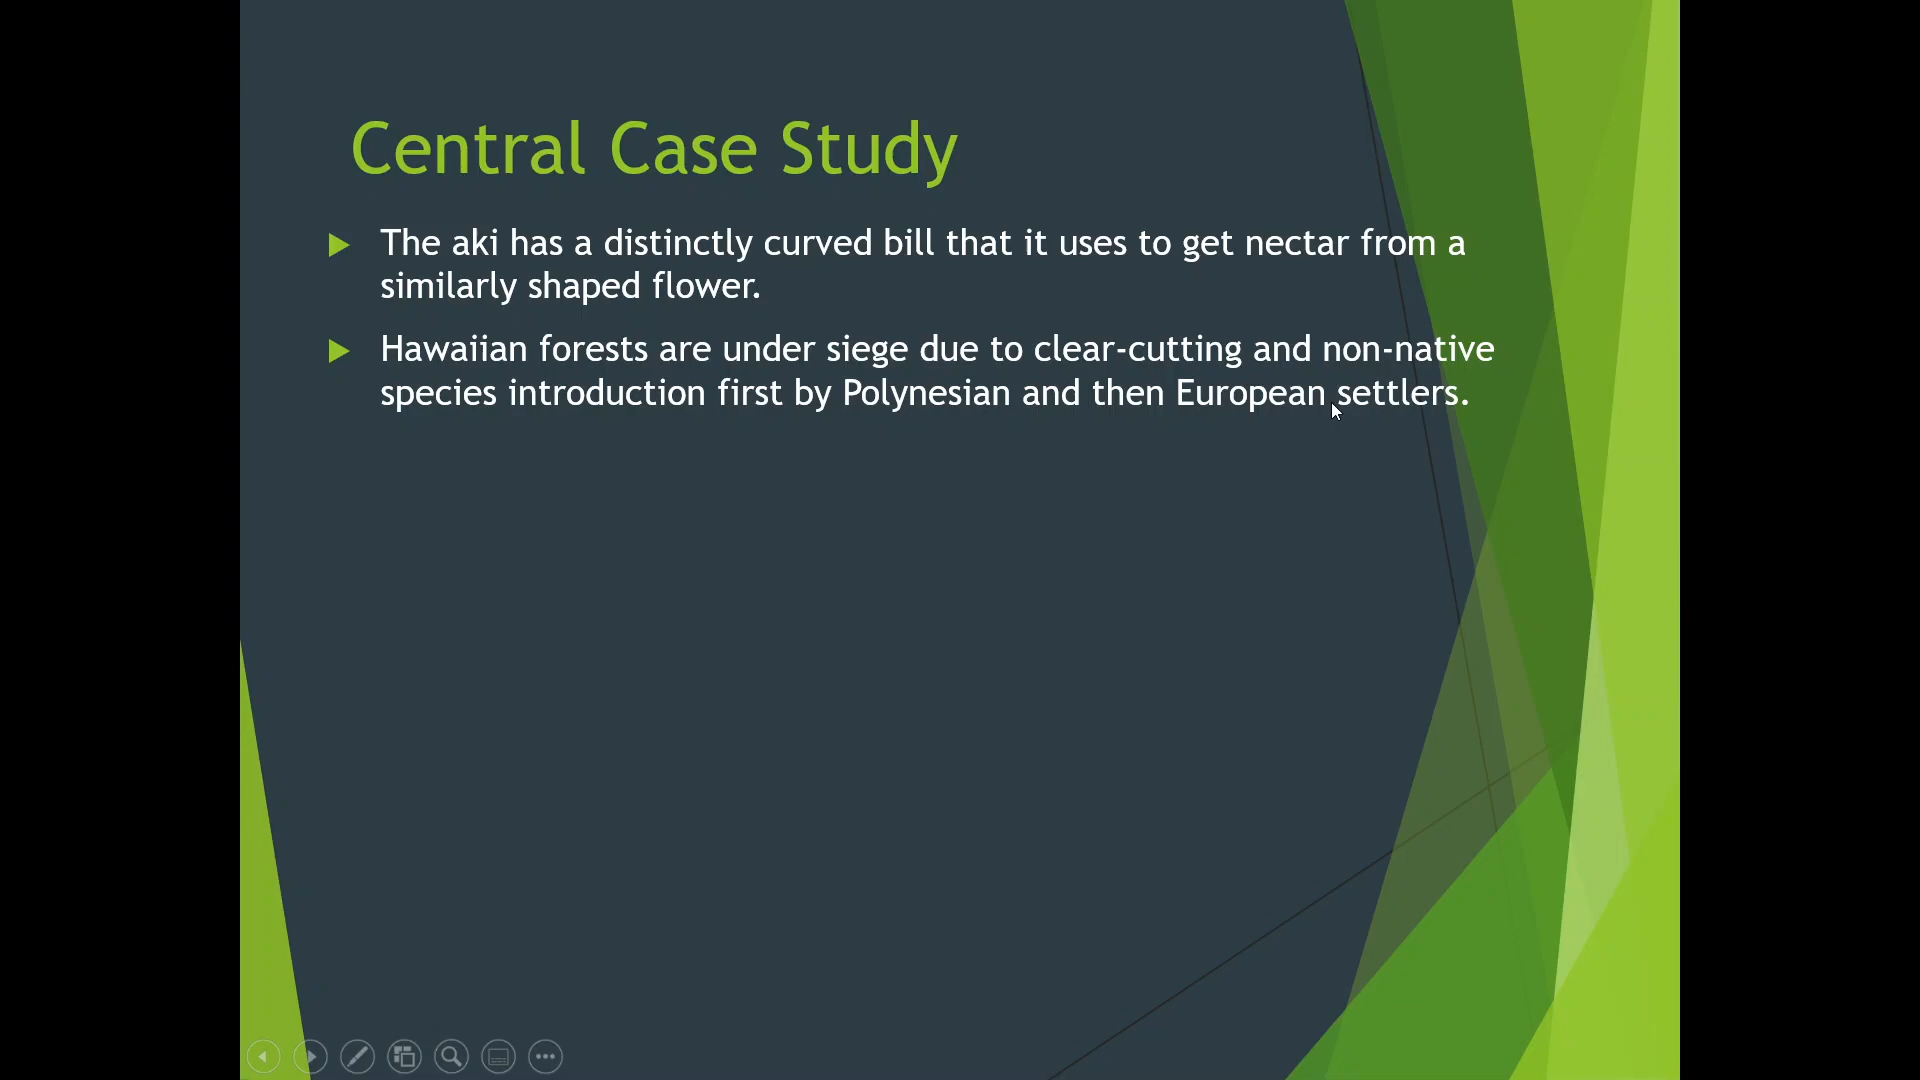 Central Case Study
The aki has a distinctly curved bill that it uses to get nectar from a
similarly shaped flower.
Hawaiian forests are under siege due to clear-cutting and non-native
species introduction first by Polynesian and then European settlers.